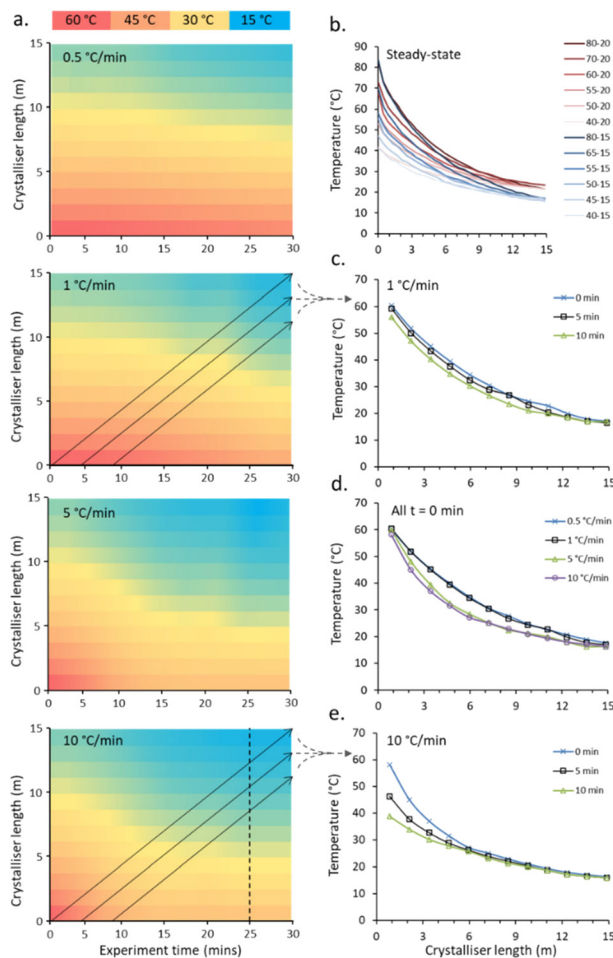 a.
60 °C 45 °C 30 °C 15 °C
0.5 °C/min
Crystalliser length (m)
15
10
5
0
0 5 10 15 20 25 30
1 °C/min
Crystalliser length (m)
15
10
5
0
0 5 10 15 20 25 30
5 °C/min
Crystalliser length (m)
15
10
5
0
0 5 10 15 20 25 30
10 °C/min
Crystalliser length (m)
15
10
5
0
0 5 10 15 20 25 30
Experiment time (mins)
b.
Steady-state
Temperature (°C)
90
80
70
60
50
40
30
20
10
0
0 3 6 9 12 15
80-20
70-20
60-20
55-20
50-20
40-20
80-15
65-15
55-15
50-15
45-15
40-15
c.
1 °C/min
Temperature (°C)
70
60
50
40
30
20
10
0
0 3 6 9 12 15
0 min
5 min
10 min
d.
All t = 0 min
Temperature (°C)
70
60
50
40
30
20
10
0
0 3 6 9 12 15
0.5 °C/min
1 °C/min
5 °C/min
10 °C/min
e.
10 °C/min
Temperature (°C)
70
60
50
40
30
20
10
0
0 3 6 9 12 15
Crystalliser length (m)
0 min
5 min
10 min